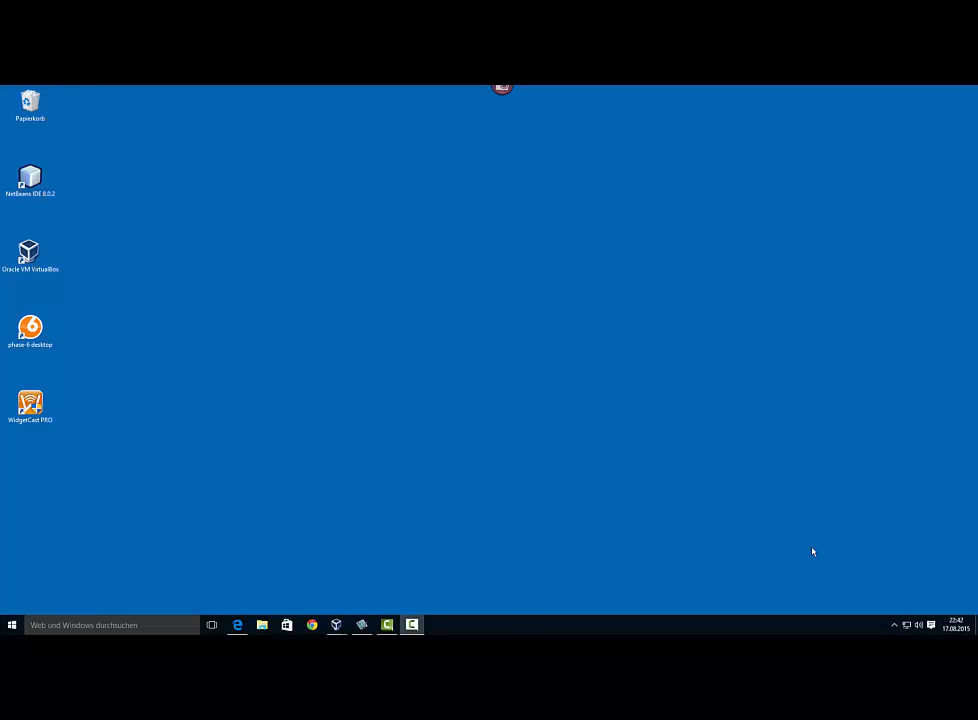 Papierkorb
NetBeans IDE 8.0.2
Oracle VM VirtualBox
phase-6 desktop
WidgetCast PRO
Web und Windows durchsuchen
22:42
17.08.2015